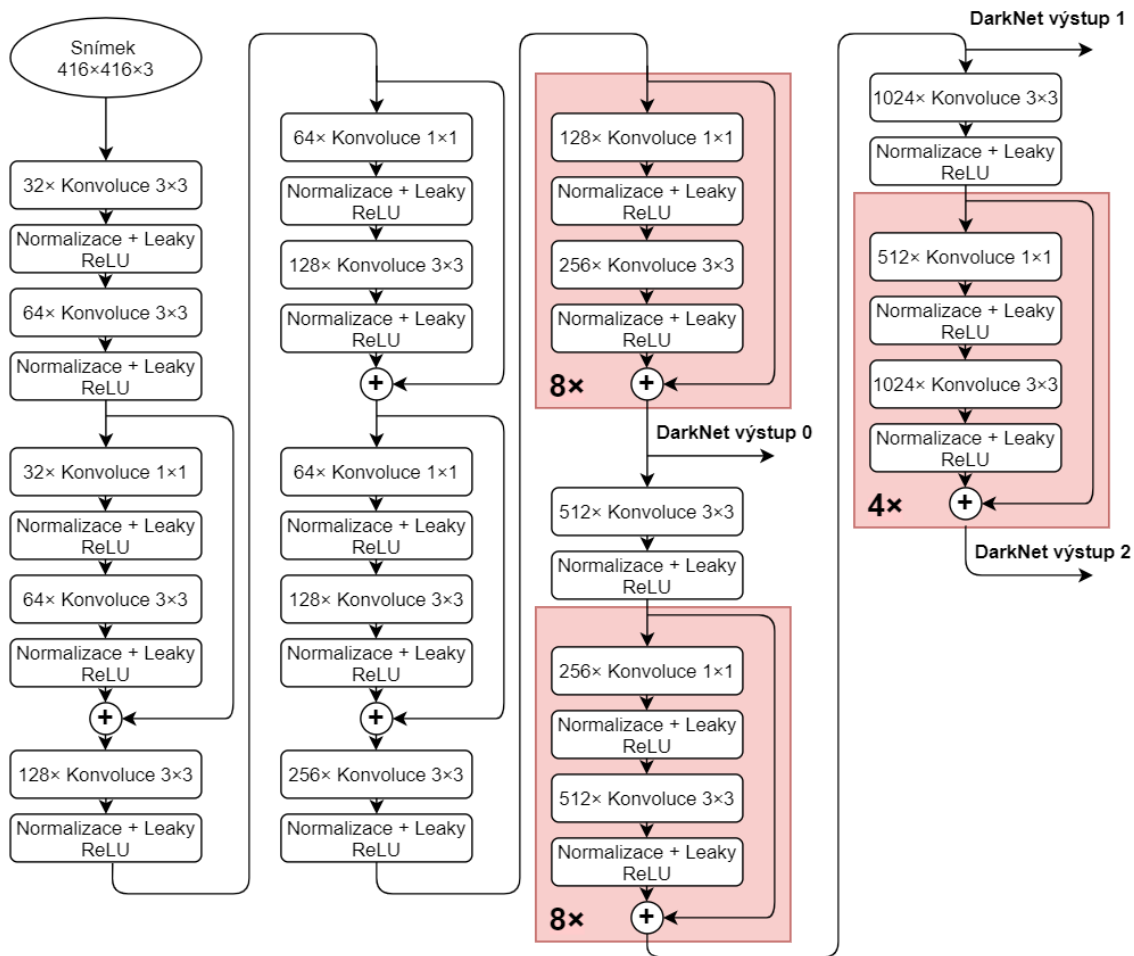 Snímek
416×416×3
32× Konvoluce 3×3
Normalizace + Leaky
ReLU
64× Konvoluce 3×3
Normalizace + Leaky
ReLU
32× Konvoluce 1×1
Normalizace + Leaky
ReLU
64× Konvoluce 3×3
Normalizace + Leaky
ReLU
+
128× Konvoluce 3×3
Normalizace + Leaky
ReLU
64× Konvoluce 1×1
Normalizace + Leaky
ReLU
128× Konvoluce 3×3
Normalizace + Leaky
ReLU
+
64× Konvoluce 1×1
Normalizace + Leaky
ReLU
128× Konvoluce 3×3
Normalizace + Leaky
ReLU
+
256× Konvoluce 3×3
Normalizace + Leaky
ReLU
128× Konvoluce 1×1
Normalizace + Leaky
ReLU
256× Konvoluce 3×3
Normalizace + Leaky
ReLU
8×
+
DarkNet výstup 0
512× Konvoluce 3×3
Normalizace + Leaky
ReLU
256× Konvoluce 1×1
Normalizace + Leaky
ReLU
512× Konvoluce 3×3
Normalizace + Leaky
ReLU
8×
+
DarkNet výstup 1
1024× Konvoluce 3×3
Normalizace + Leaky
ReLU
512× Konvoluce 1×1
Normalizace + Leaky
ReLU
1024× Konvoluce 3×3
Normalizace + Leaky
ReLU
4×
+
DarkNet výstup 2